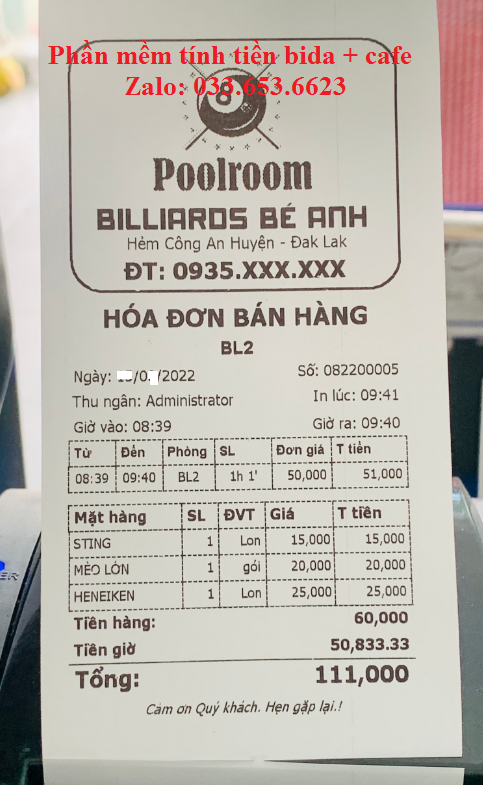 Phần mềm tính tiền bida + cafe
Zalo: 033.653.6623
8
Poolroom
BILLIARDS BÉ ANH
Hẻm Công An Huyện - Đak Lak
ĐT: 0935.XXX.XXX
HÓA ĐƠN BÁN HÀNG
BL2
Ngày: /0 /2022 Số: 082200005
Thu ngân: Administrator In lúc: 09:41
Giờ vào: 08:39 Giờ ra: 09:40
Từ Đến Phòng SL Đơn giá T tiền
08:39 09:40 BL2 1h 1' 50,000 51,000
Mặt hàng SL ĐVT Giá T tiền
STING 1 Lon 15,000 15,000
MÈO LỚN 1 gói 20,000 20,000
HENEIKEN 1 Lon 25,000 25,000
Tiền hàng: 60,000
Tiền giờ 50,833.33
Tổng: 111,000
Cảm ơn Quý khách. Hẹn gặp lại.!